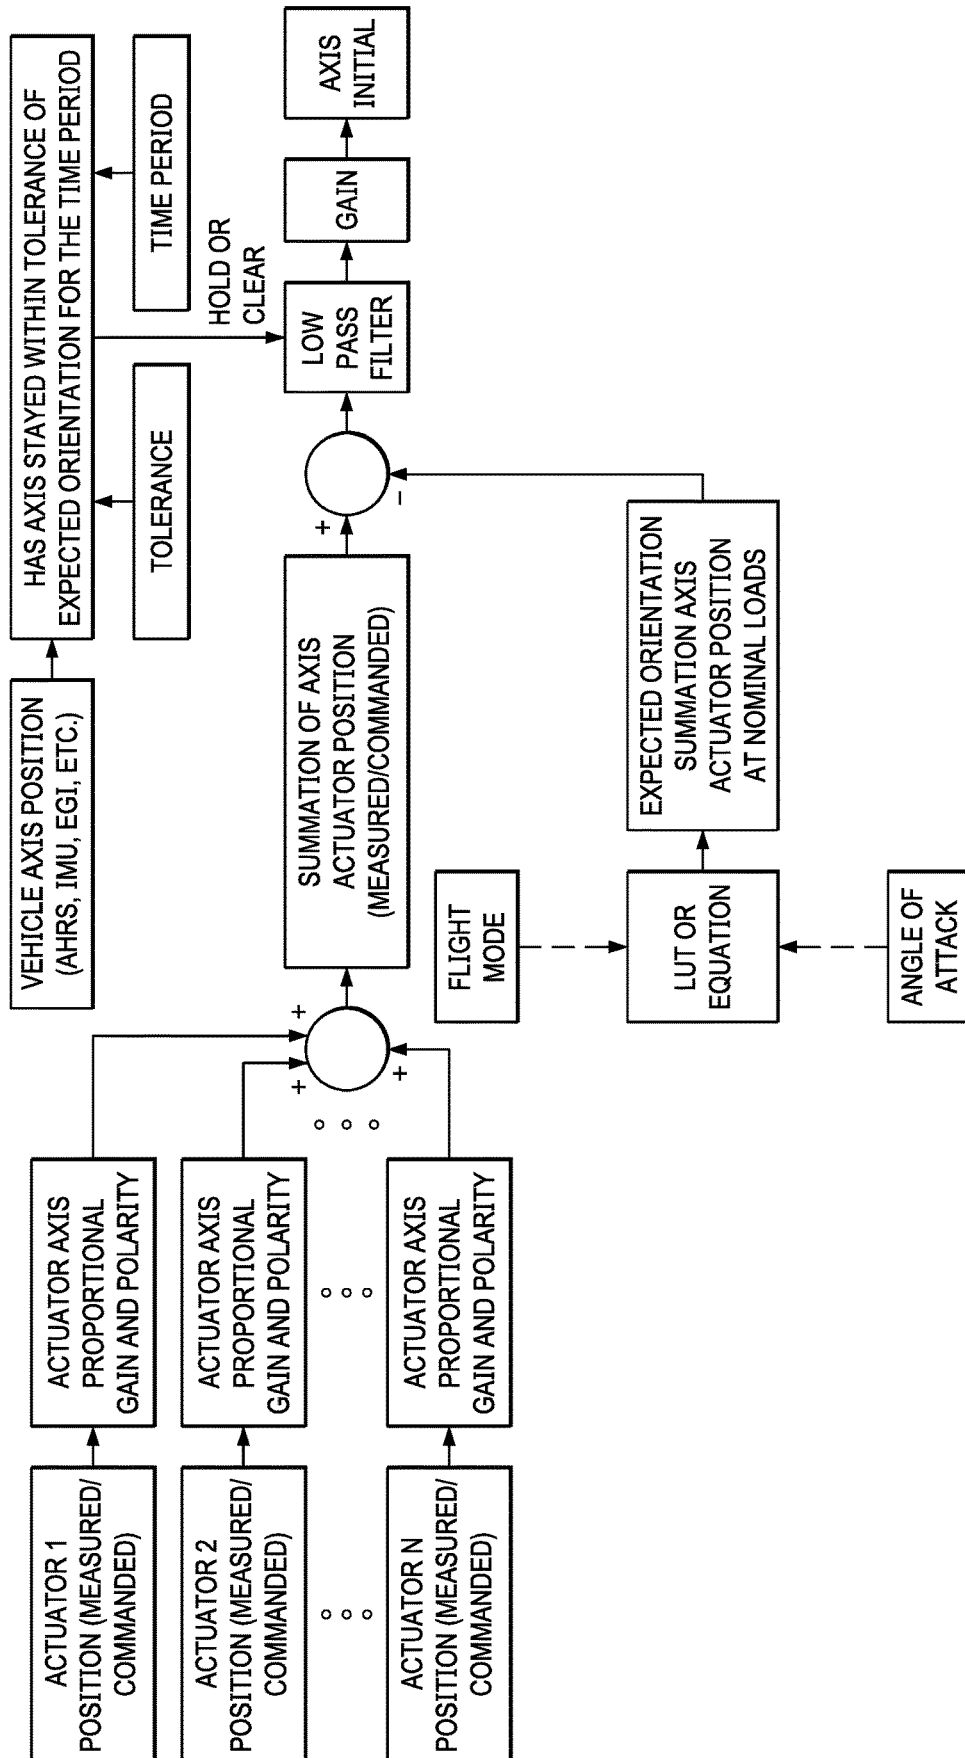 VEHICLE AXIS POSITION
(AHRS, IMU, EGI, ETC.)
HAS AXIS STAYED WITHIN TOLERANCE OF
EXPECTED ORIENTATION FOR THE TIME PERIOD
TOLERANCE
TIME PERIOD
HOLD OR
CLEAR
ACTUATOR 1
POSITION (MEASURED/
COMMANDED)
ACTUATOR AXIS
PROPORTIONAL
GAIN AND POLARITY
ACTUATOR 2
POSITION (MEASURED/
COMMANDED)
ACTUATOR AXIS
PROPORTIONAL
GAIN AND POLARITY
ACTUATOR N
POSITION (MEASURED/
COMMANDED)
ACTUATOR AXIS
PROPORTIONAL
GAIN AND POLARITY
+
+
+
SUMMATION OF AXIS
ACTUATOR POSITION
(MEASURED/COMMANDED)
+
−
LOW
PASS
FILTER
GAIN
AXIS
INITIAL
FLIGHT
MODE
LUT OR
EQUATION
ANGLE OF
ATTACK
EXPECTED ORIENTATION
SUMMATION AXIS
ACTUATOR POSITION
AT NOMINAL LOADS